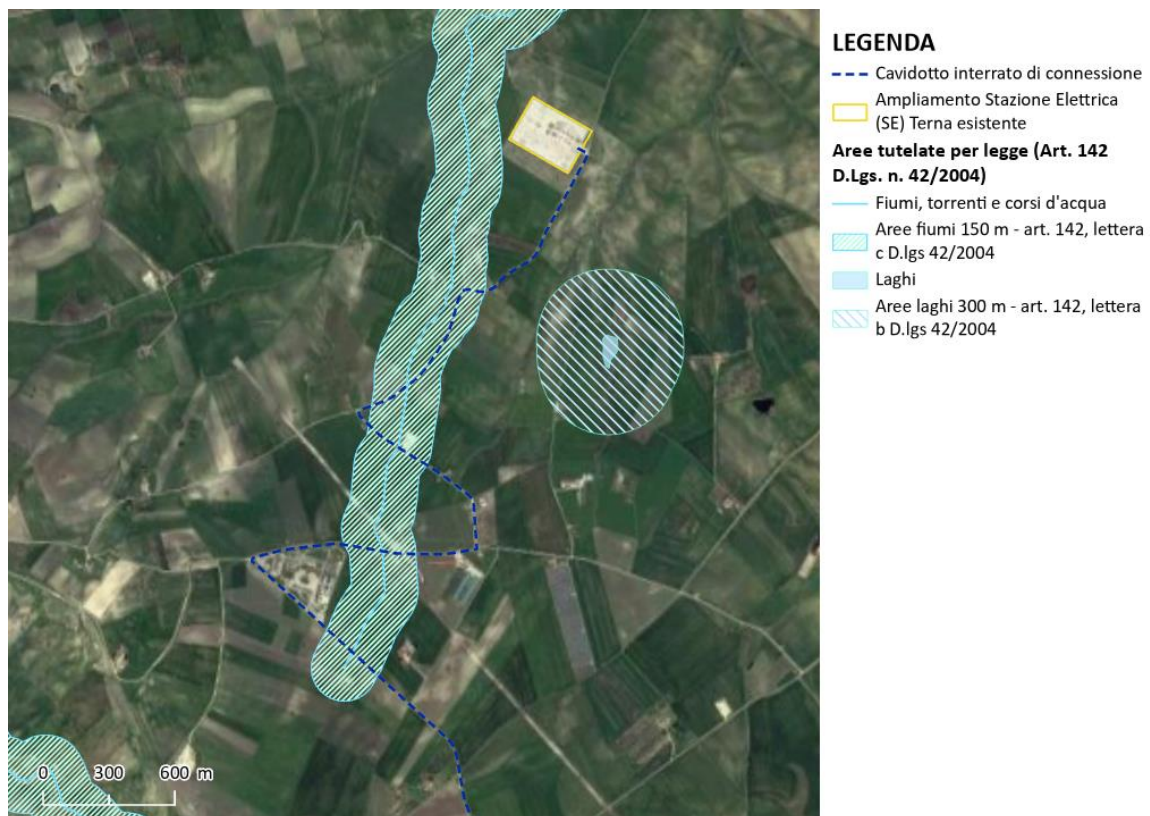 LEGENDA
Cavidotto interrato di connessione
Ampliamento Stazione Elettrica
(SE) Terna esistente
Aree tutelate per legge (Art. 142
D.Lgs. n. 42/2004)
Fiumi, torrenti e corsi d'acqua
Aree fiumi 150 m - art. 142, lettera
c D.lgs 42/2004
Laghi
Aree laghi 300 m - art. 142, lettera
b D.lgs 42/2004
0 300 600 m